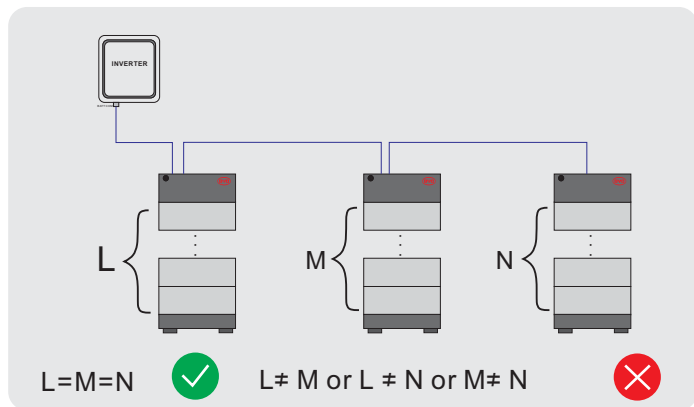 INVERTER
L
M
N
L=M=N
L≠ M or L ≠ N or M≠ N